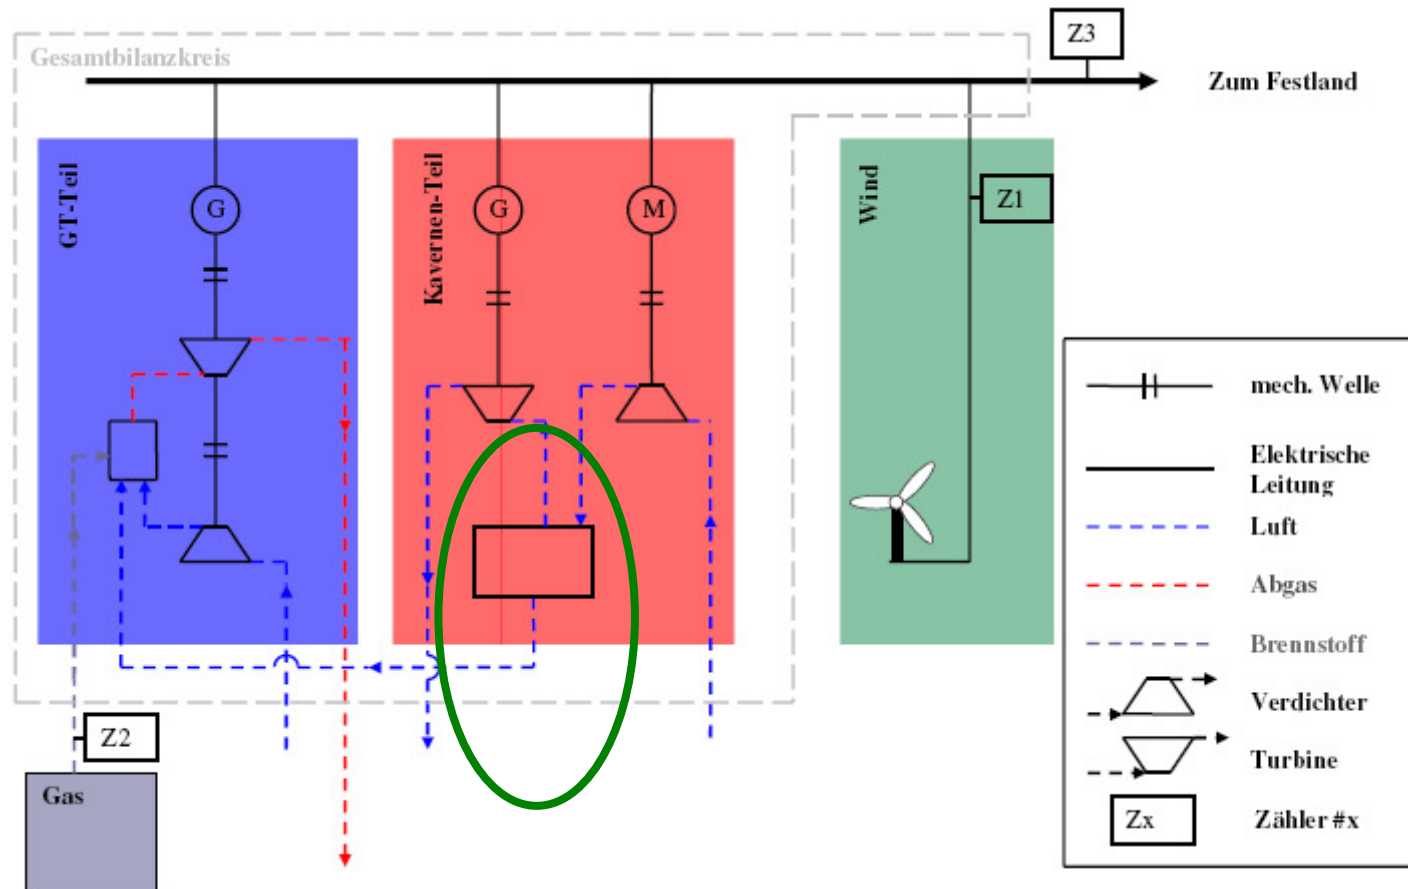 Z3
Gesamtbilanzkreis
Zum Festland
GT-Teil
Kavernen-Teil
Wind
G
G
M
Z1
mech. Welle
Elektrische
Leitung
Luft
Abgas
Brennstoff
Verdichter
Turbine
Zx
Zähler #x
Z2
Gas